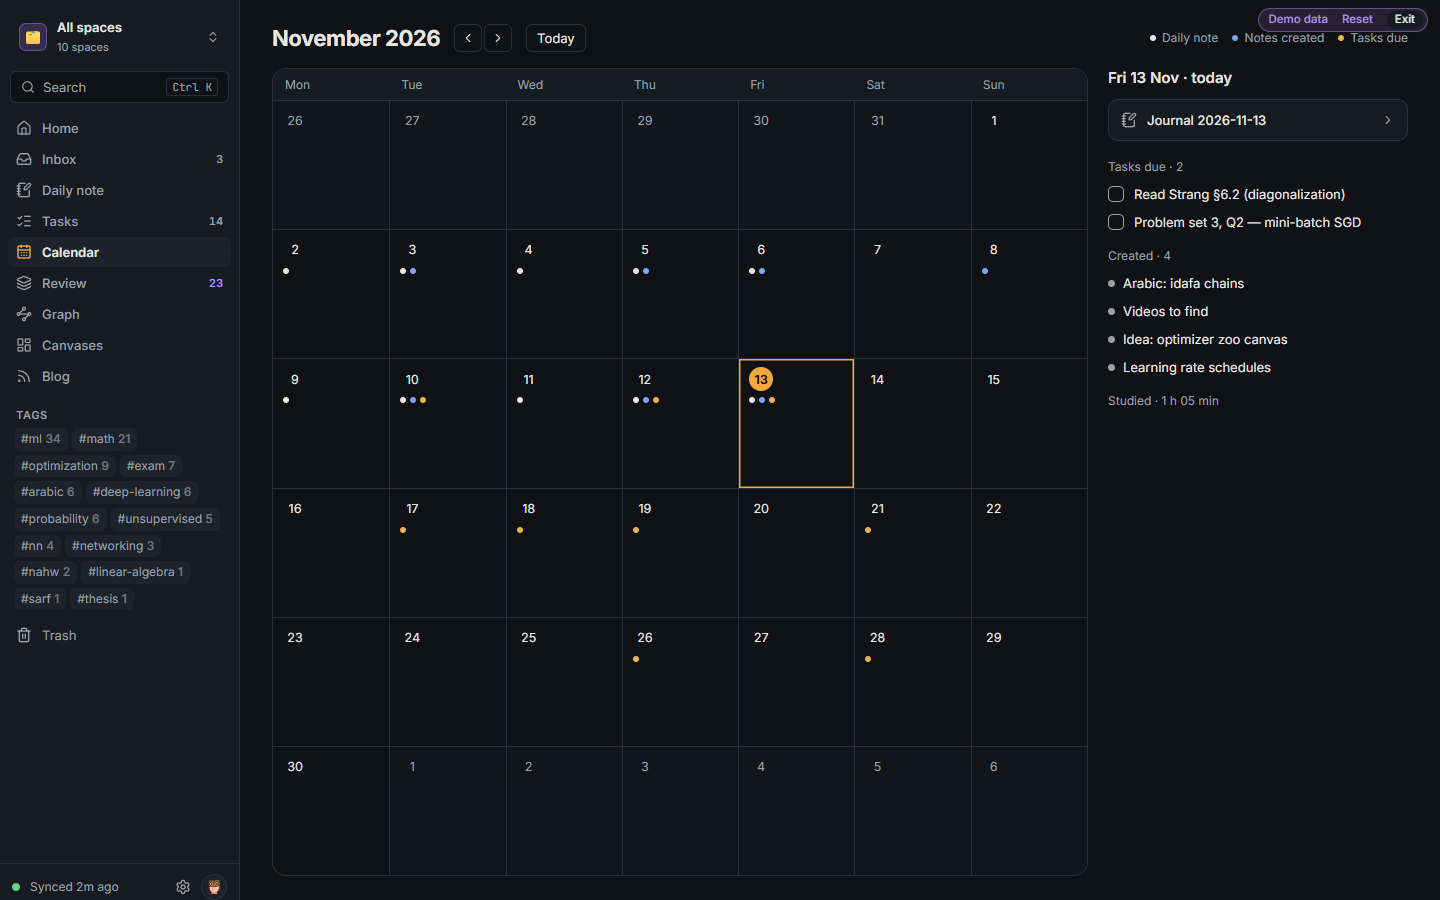 All spaces
10 spaces
Search Ctrl K
Home
Inbox 3
Daily note
Tasks 14
Calendar
Review 23
Graph
Canvases
Blog
TAGS
#ml 34 #math 21
#optimization 9 #exam 7
#arabic 6 #deep-learning 6
#probability 6 #unsupervised 5
#nn 4 #networking 3
#nahw 2 #linear-algebra 1
#sarf 1 #thesis 1
Trash
Synced 2m ago
November 2026 Today
Demo data Reset Exit
Daily note Notes created Tasks due
Mon Tue Wed Thu Fri Sat Sun
26 27 28 29 30 31 1
2 3 4 5 6 7 8
9 10 11 12 13 14 15
16 17 18 19 20 21 22
23 24 25 26 27 28 29
30 1 2 3 4 5 6
Fri 13 Nov · today
Journal 2026-11-13
Tasks due · 2
Read Strang §6.2 (diagonalization)
Problem set 3, Q2 — mini-batch SGD
Created · 4
Arabic: idafa chains
Videos to find
Idea: optimizer zoo canvas
Learning rate schedules
Studied · 1 h 05 min